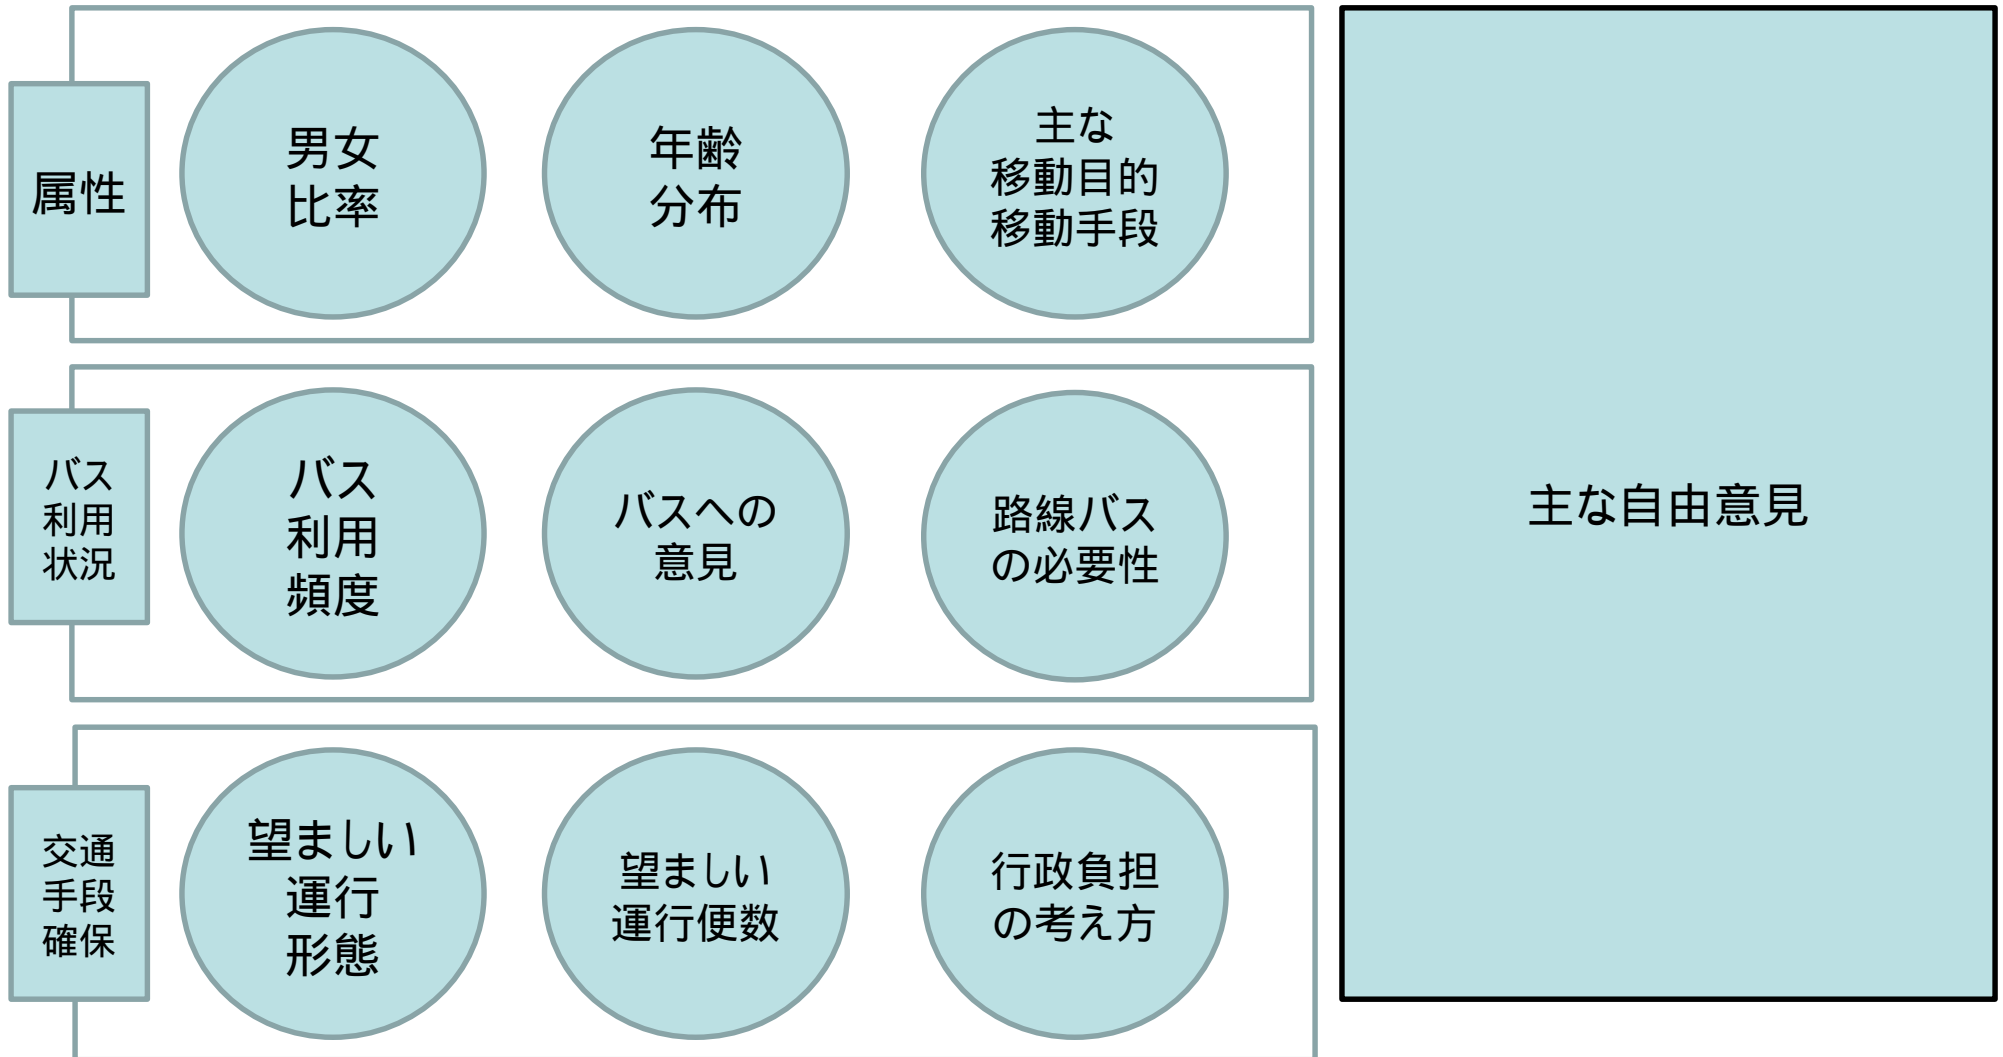 属性
男女
比率
年齢
分布
主な
移動目的
移動手段
バス
利用
状況
バス
利用
頻度
バスへの
意見
路線バス
の必要性
交通
手段
確保
望ましい
運行
形態
望ましい
運行便数
行政負担
の考え方
主な自由意見